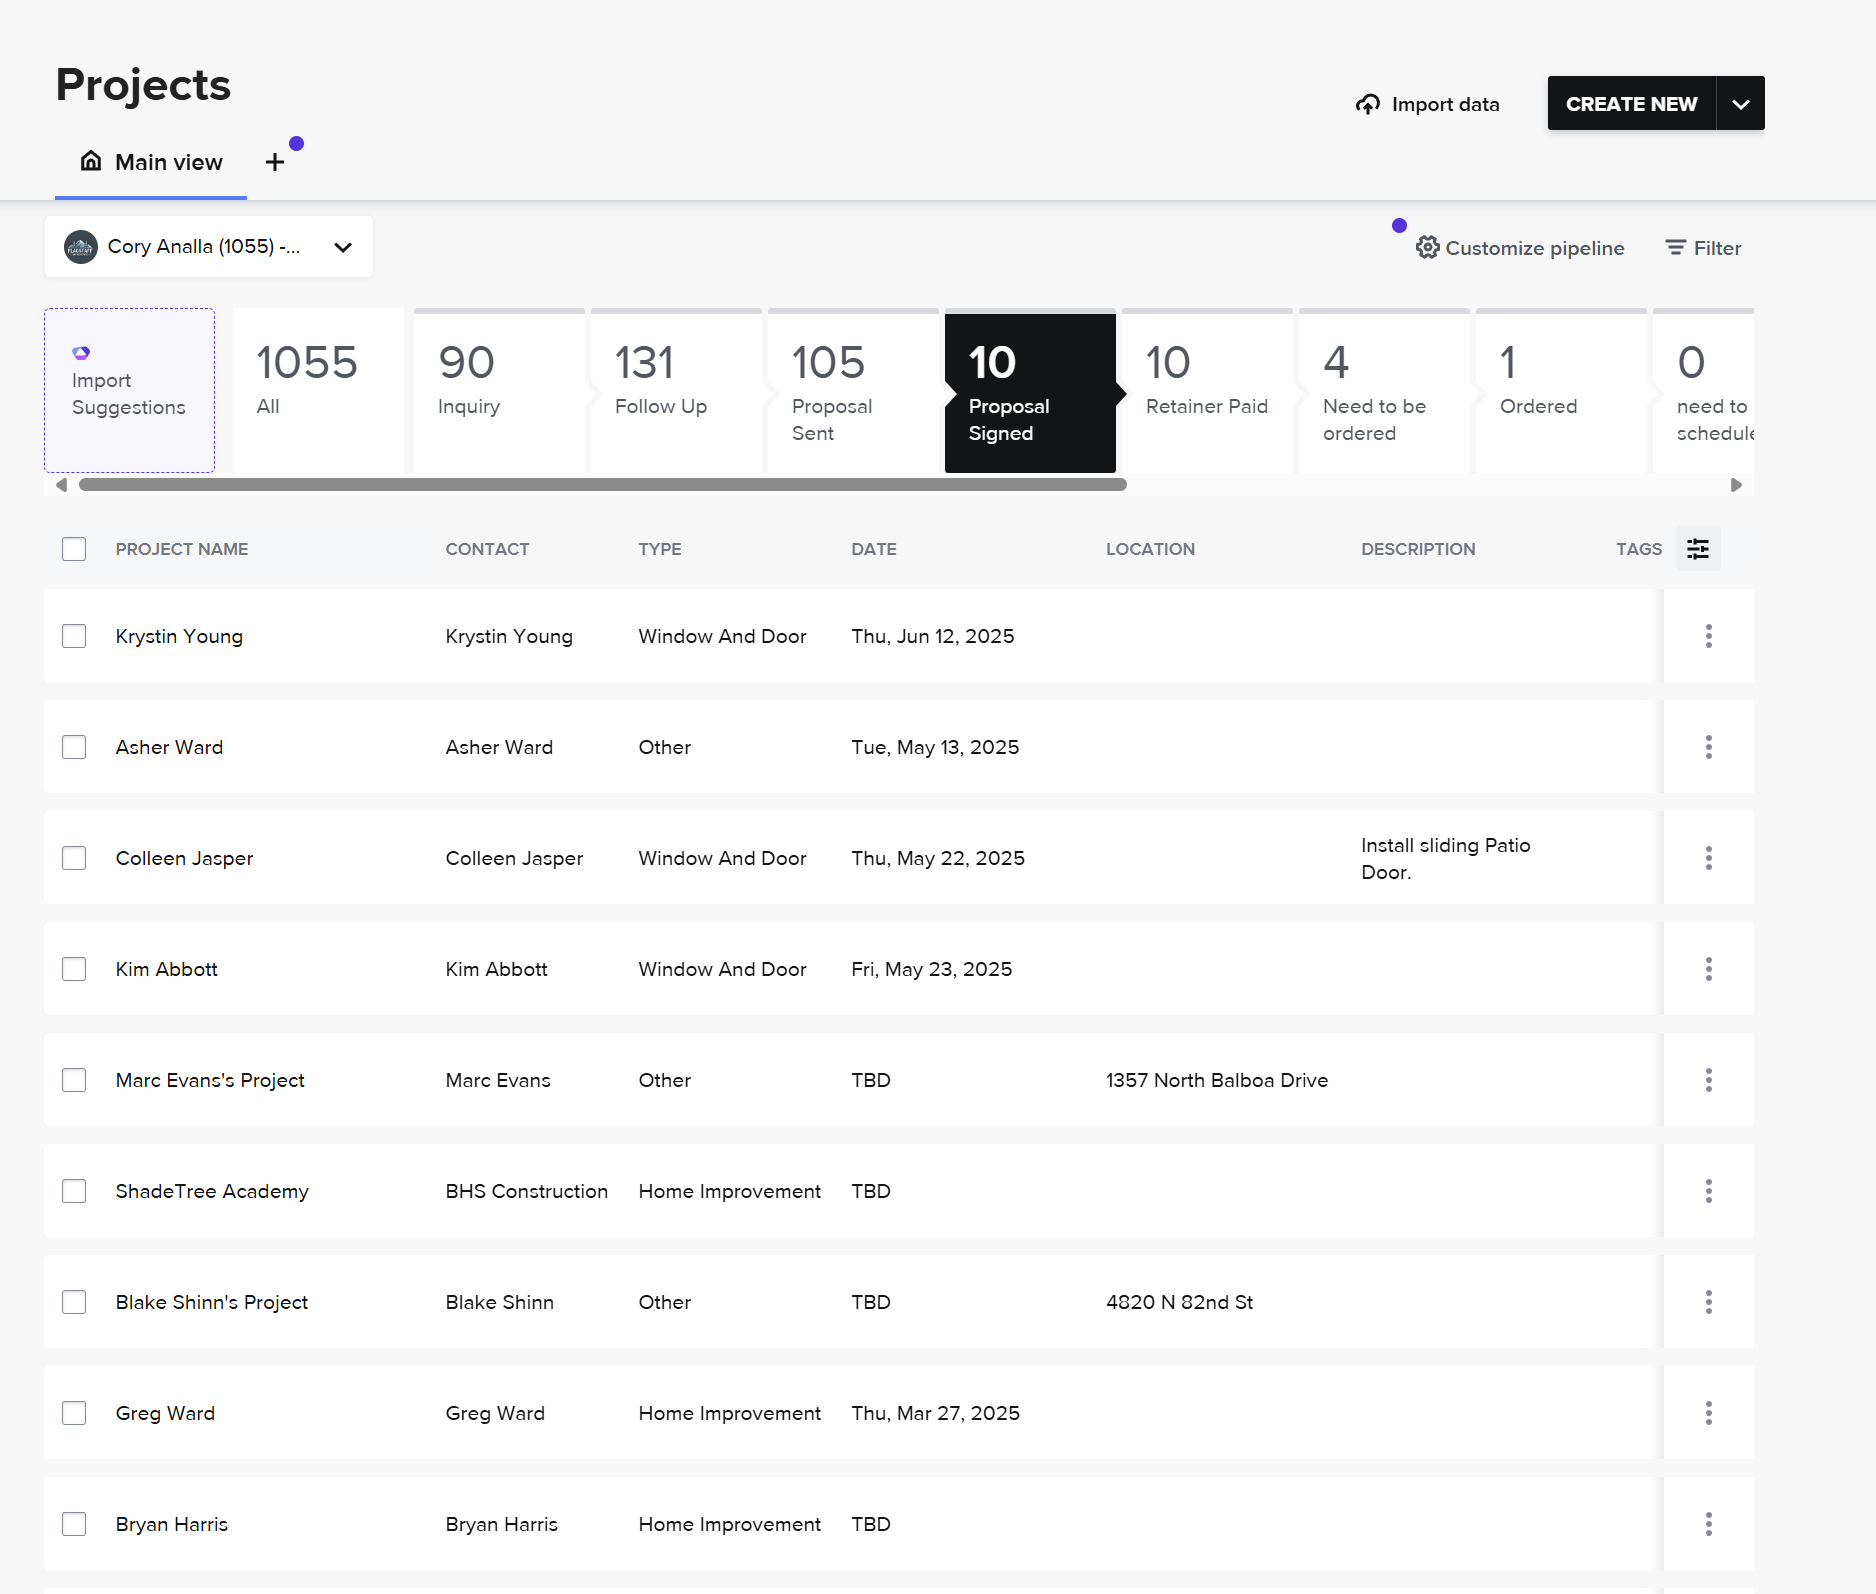 Projects
Import data
CREATE NEW
Main view
Cory Analla (1055) -...
Customize pipeline
Filter
Import
Suggestions
1055
All
90
Inquiry
131
Follow Up
105
Proposal
Sent
10
Proposal
Signed
10
Retainer Paid
4
Need to be
ordered
1
Ordered
0
need to
schedule
PROJECT NAME CONTACT TYPE DATE LOCATION DESCRIPTION TAGS
Krystin Young Krystin Young Window And Door Thu, Jun 12, 2025
Asher Ward Asher Ward Other Tue, May 13, 2025
Colleen Jasper Colleen Jasper Window And Door Thu, May 22, 2025 Install sliding Patio
Door.
Kim Abbott Kim Abbott Window And Door Fri, May 23, 2025
Marc Evans's Project Marc Evans Other TBD 1357 North Balboa Drive
ShadeTree Academy BHS Construction Home Improvement TBD
Blake Shinn's Project Blake Shinn Other TBD 4820 N 82nd St
Greg Ward Greg Ward Home Improvement Thu, Mar 27, 2025
Bryan Harris Bryan Harris Home Improvement TBD